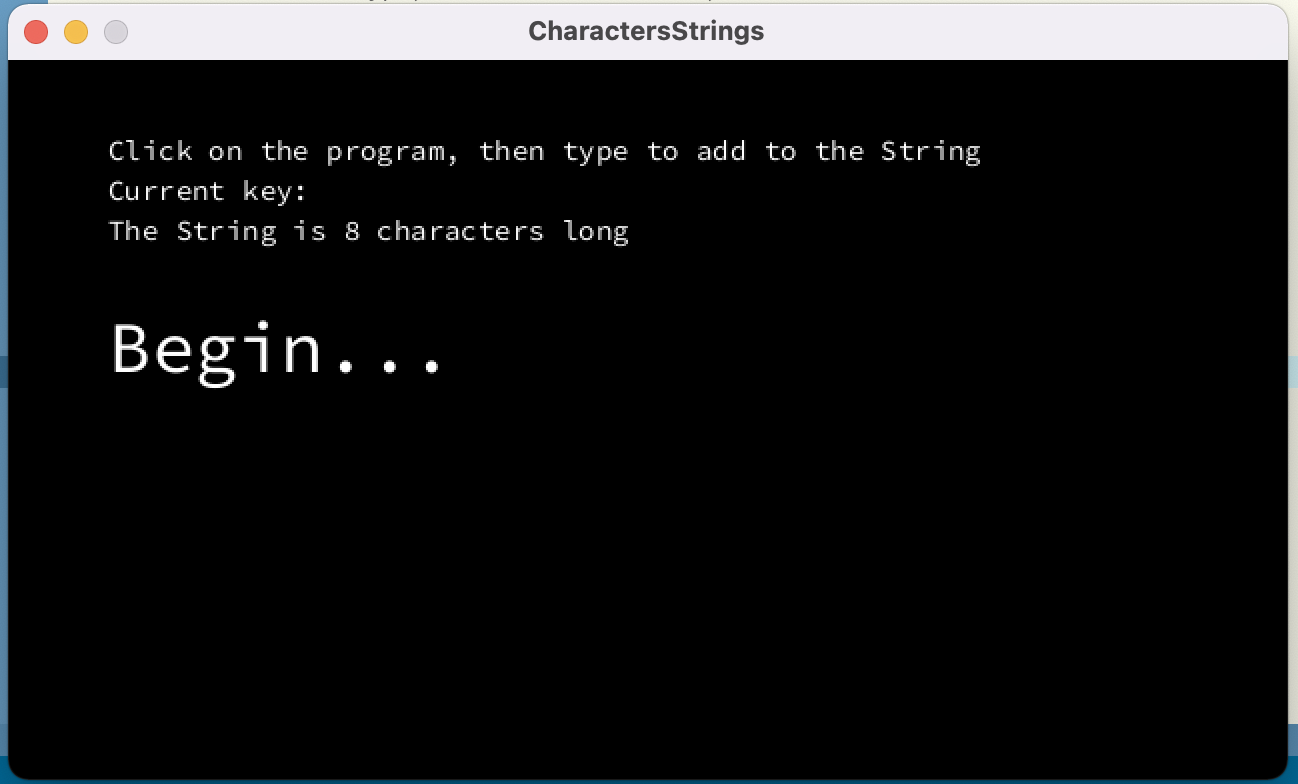 CharactersStrings
Click on the program, then type to add to the String
Current key:
The String is 8 characters long
Begin...